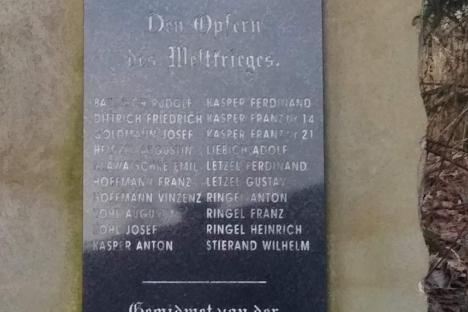 Den Opfern
des Weltkrieges.
RUDOLF KASPER FERDINAND
DITTRICH FRIEDRICH KASPER FRANZ Nr 14
GOLDMANN JOSEF KASPER FRANZ Nr 21
AUGUSTIN LIEBICH ADOLF
EMIL LETZEL FERDINAND
HOFFMANN FRANZ LETZEL GUSTAV
HOFFMANN VINZENZ RINGEL ANTON
AUGUST RINGEL FRANZ
JOSEF RINGEL HEINRICH
KASPER ANTON STIERAND WILHELM
Gewidmet von der